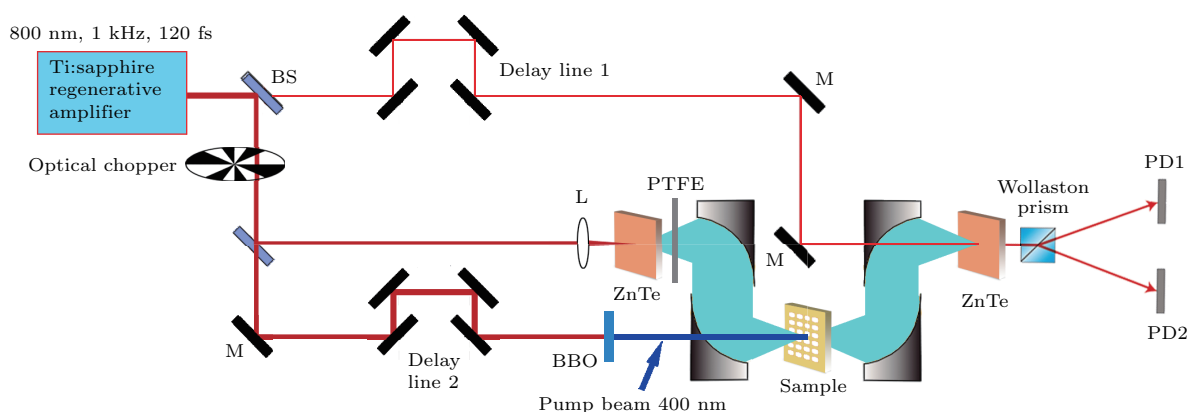 800 nm, 1 kHz, 120 fs
Ti:sapphire
regenerative
amplifier
BS
Delay line 1
M
Optical chopper
L
PTFE
PD1
Wollaston
prism
M
ZnTe
ZnTe
M
Delay
line 2
BBO
Sample
PD2
Pump beam 400 nm